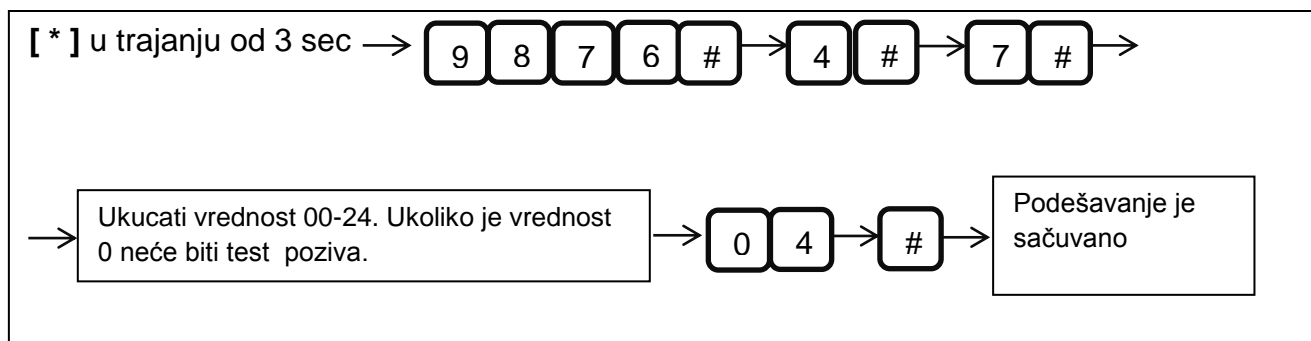 [ * ] u trajanju od 3 sec → 9 8 7 6 # → 4 # → 7 # →
→ Ukucati vrednost 00-24. Ukoliko je vrednost
0 neće biti test  poziva. → 0 4 → # → Podešavanje je
sačuvano